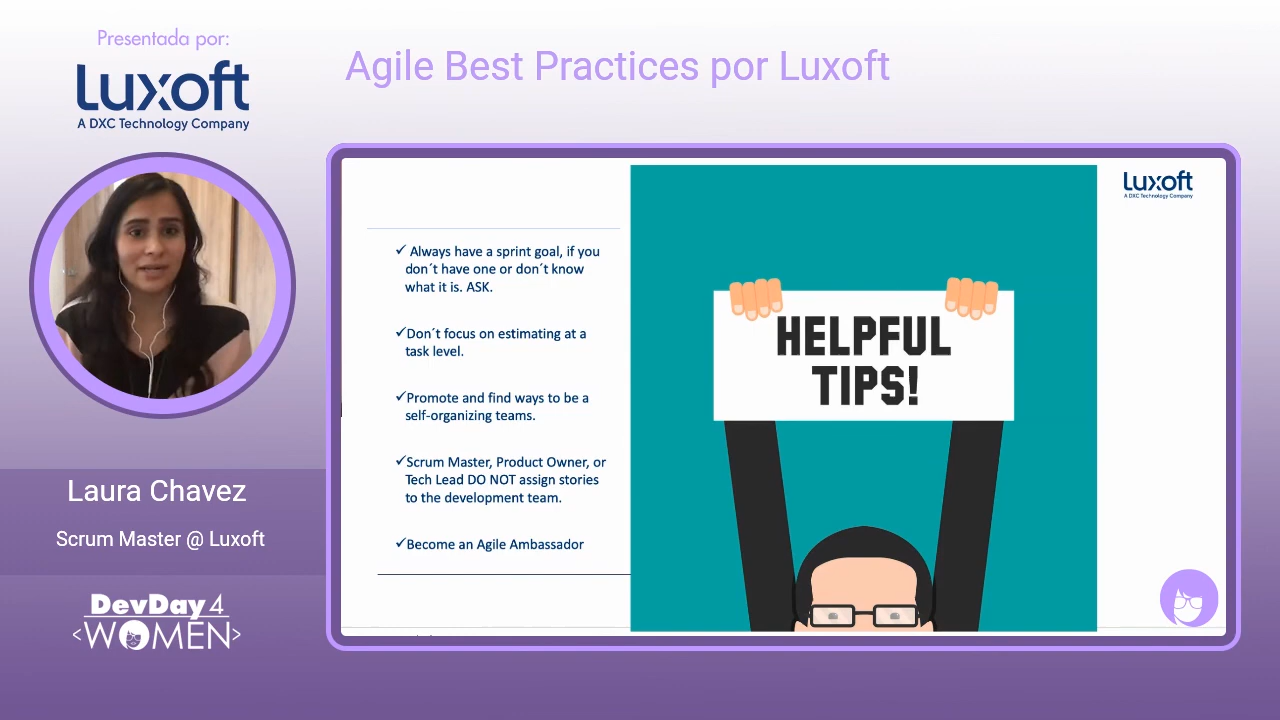 Presentada por:
Luxoft
A DXC Technology Company
Agile Best Practices por Luxoft
Luxoft
A DXC Technology Company
✓ Always have a sprint goal, if you
don´t have one or don´t know
what it is. ASK.
✓Don´t focus on estimating at a
task level.
✓Promote and find ways to be a
self-organizing teams.
✓Scrum Master, Product Owner, or
Tech Lead DO NOT assign stories
to the development team.
✓Become an Agile Ambassador
HELPFUL
TIPS!
Laura Chavez
Scrum Master @ Luxoft
DevDay 4
<WOMEN>